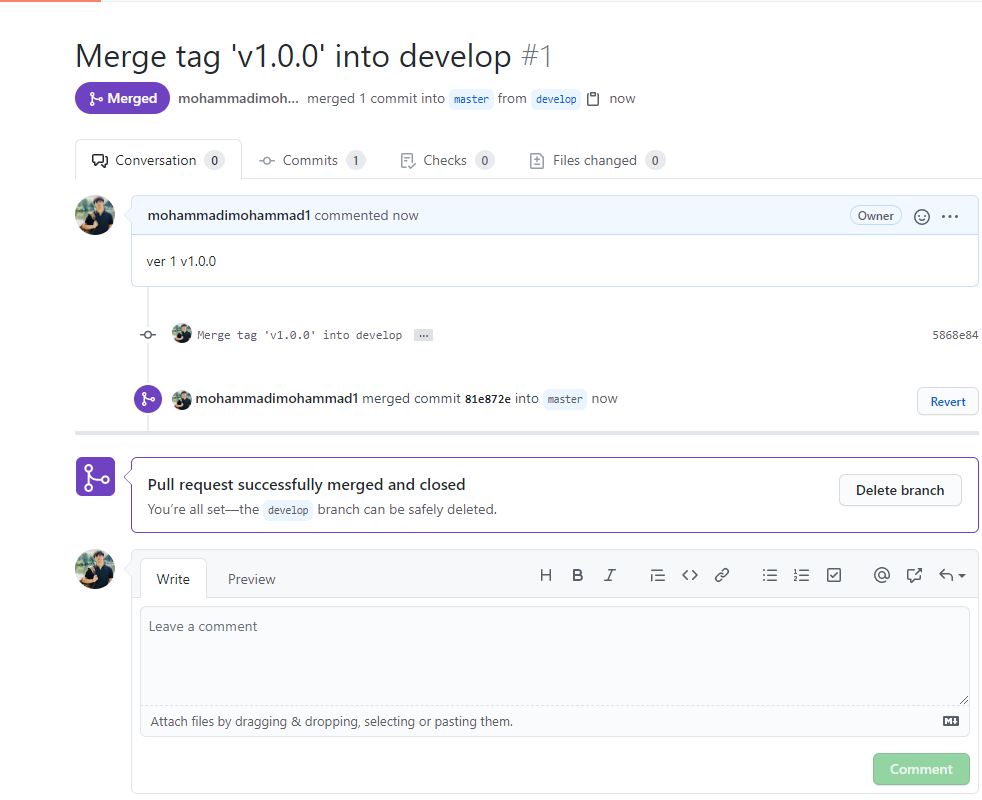 Merge tag 'v1.0.0' into develop #1
Merged mohammadimoh... merged 1 commit into master from develop now
Conversation 0 Commits 1 Checks 0 Files changed 0
mohammadimohammad1 commented now Owner
ver 1 v1.0.0
Merge tag 'v1.0.0' into develop ... 5868e84
mohammadimohammad1 merged commit 81e872e into master now Revert
Pull request successfully merged and closed
You're all set—the develop branch can be safely deleted.
Delete branch
Write Preview
Leave a comment
Attach files by dragging & dropping, selecting or pasting them.
Comment